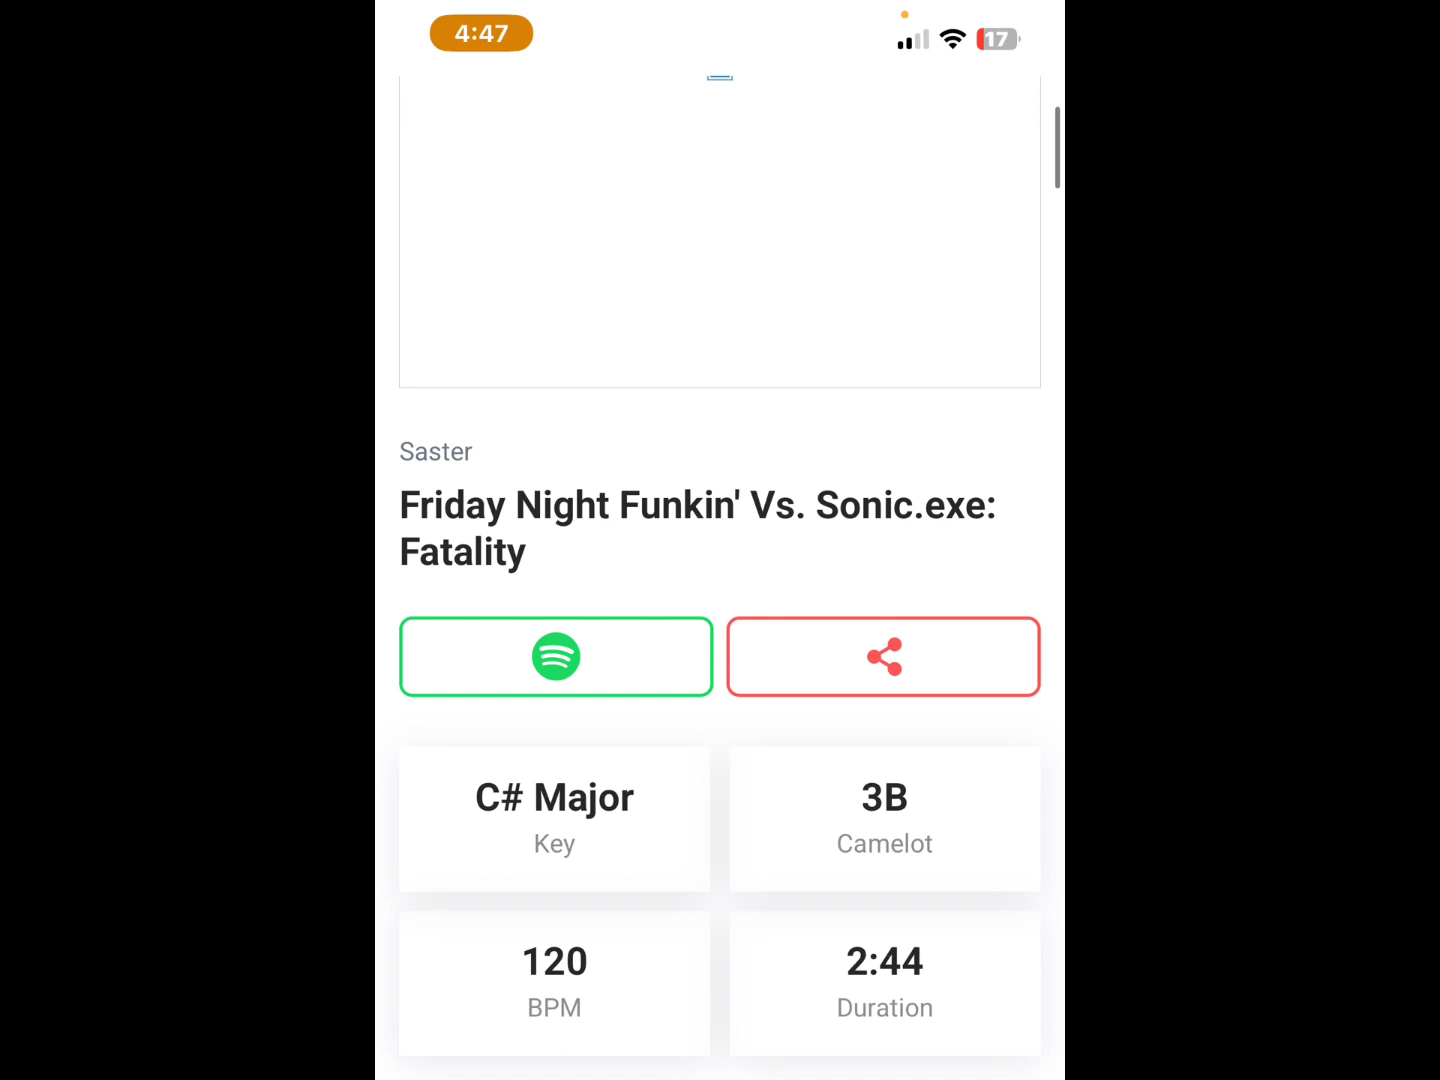 4:47
17
Saster
Friday Night Funkin' Vs. Sonic.exe:
Fatality
C# Major
3B
Key
Camelot
120
2:44
BPM
Duration